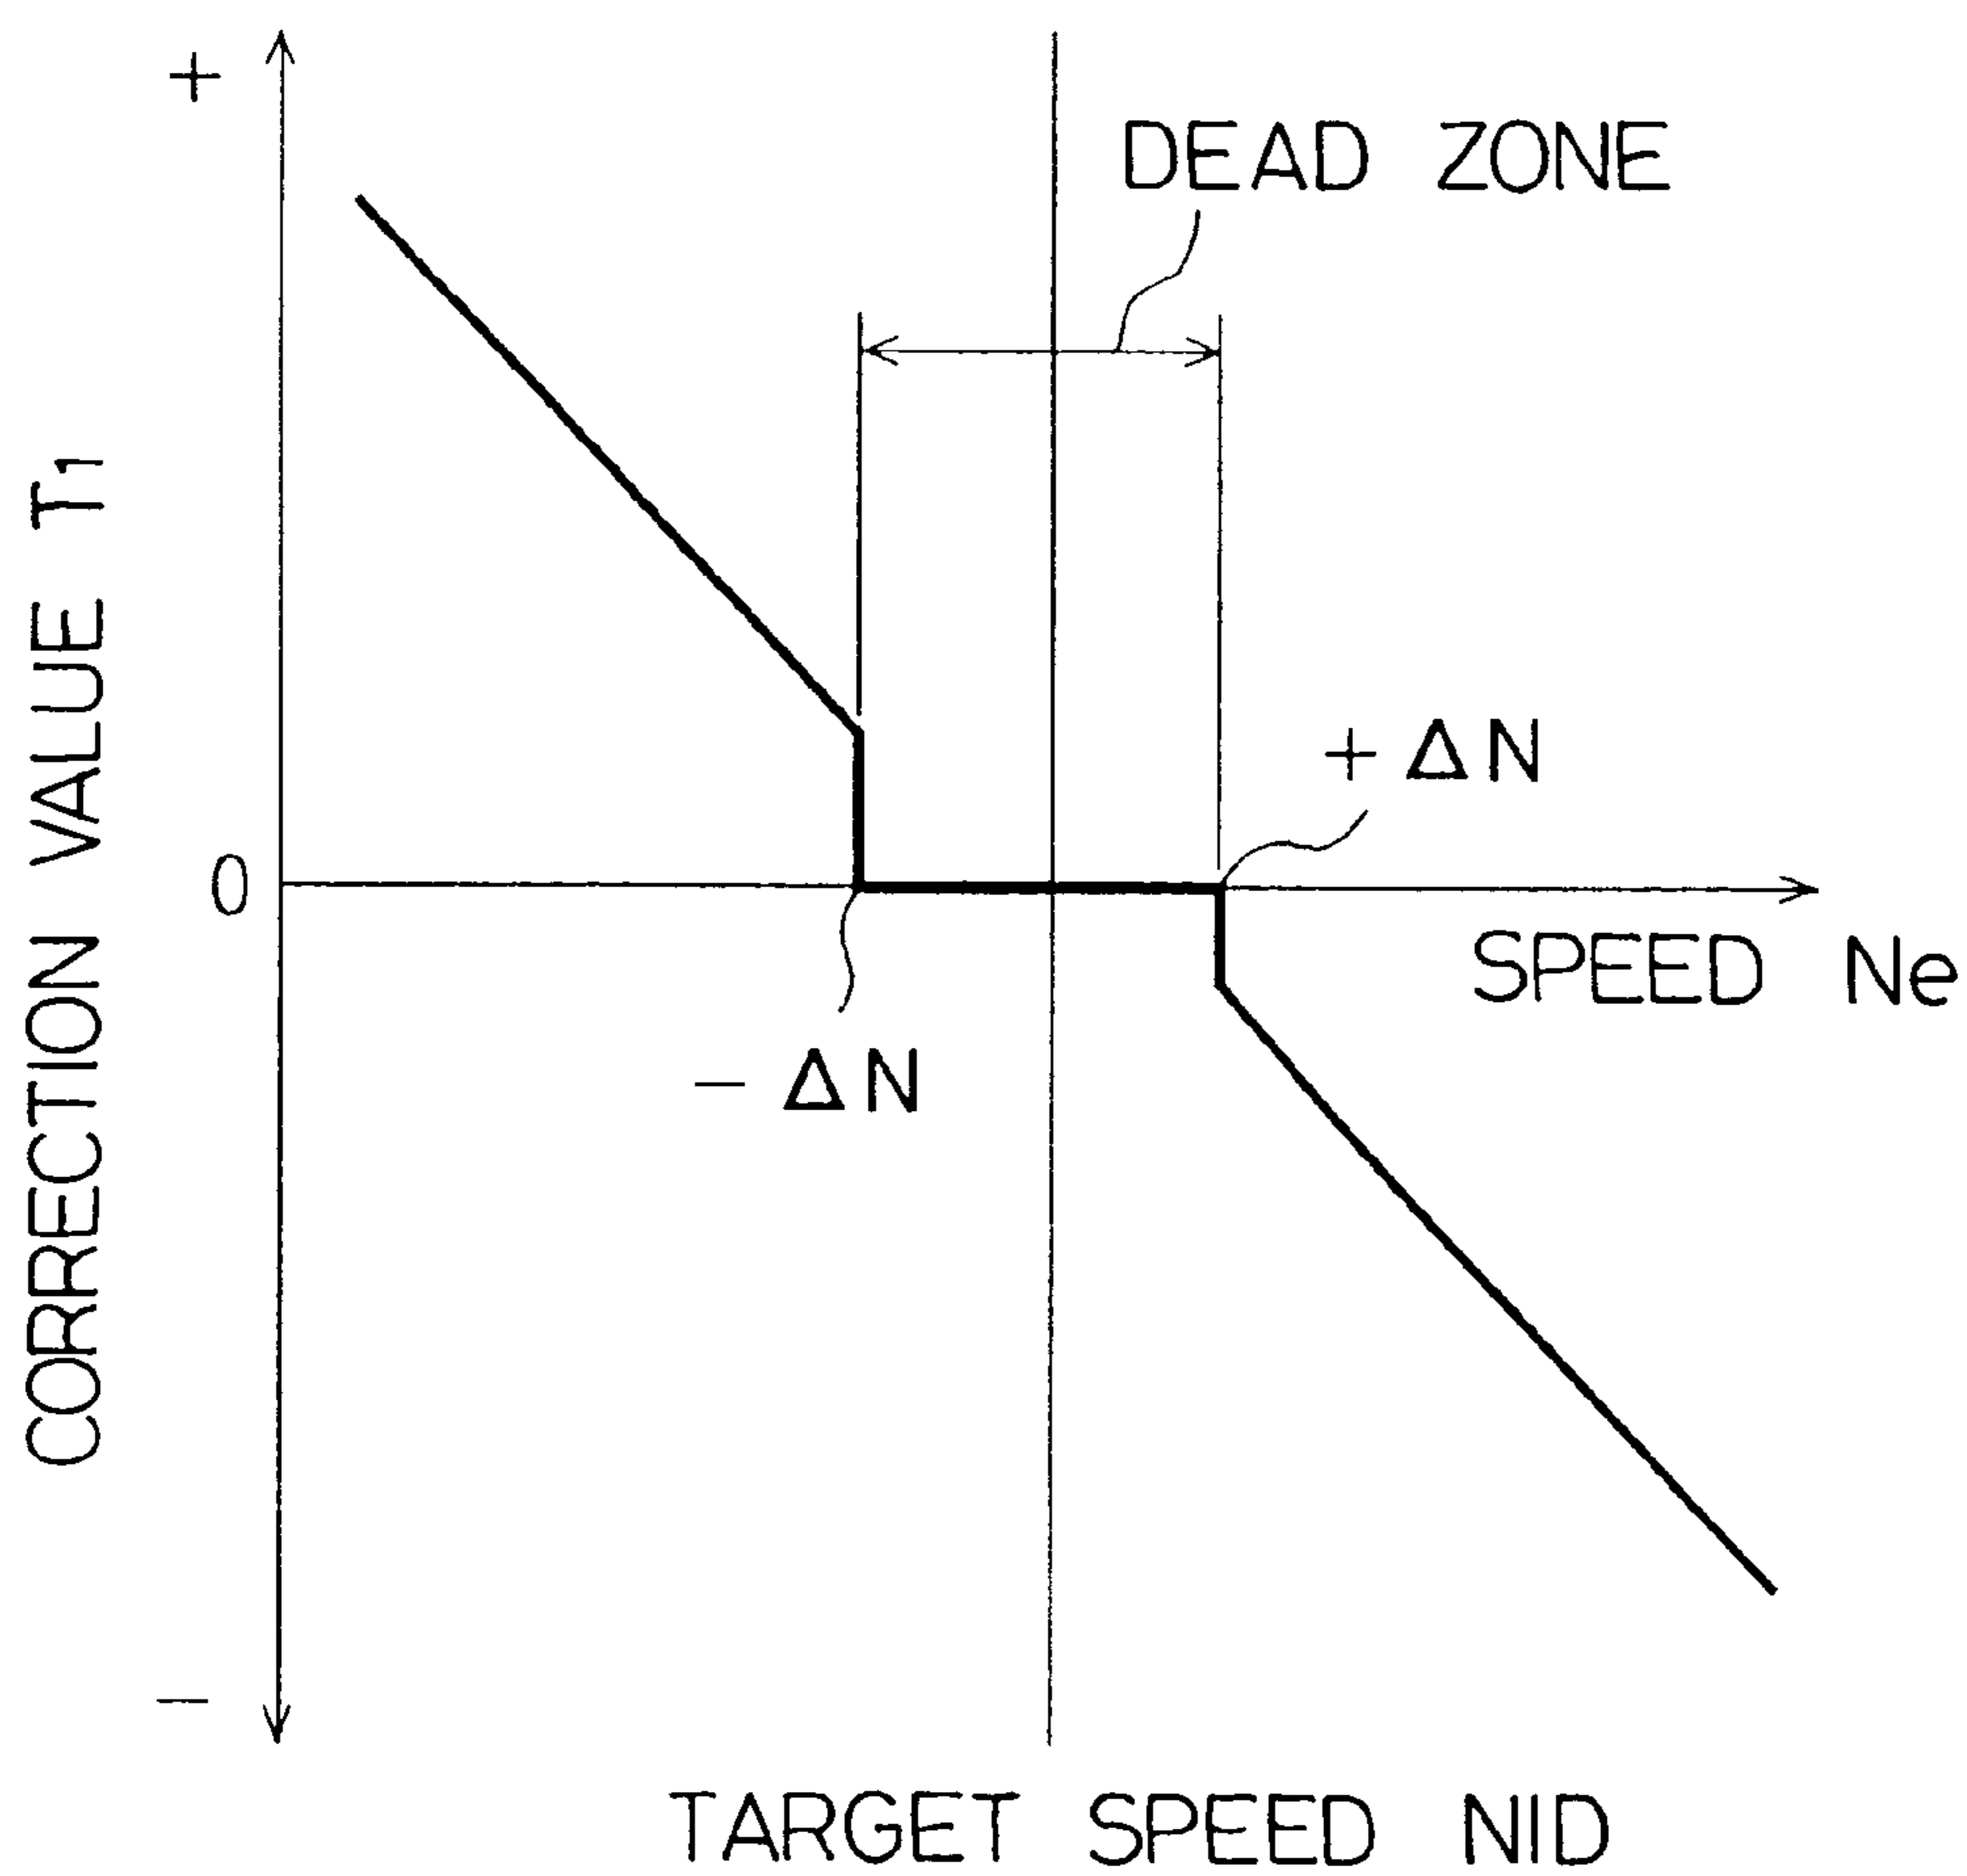 +
DEAD ZONE
+ΔN
CORRECTION VALUE T1
0
SPEED Ne
-ΔN
−
TARGET SPEED NID